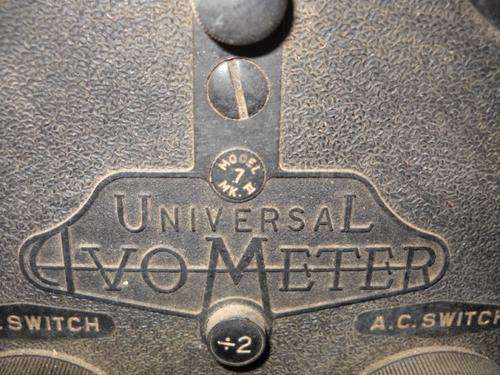 MODEL
7
MK. II
UNIVERSAL
AVOMETER
.SWITCH
A.C. SWITCH
÷2